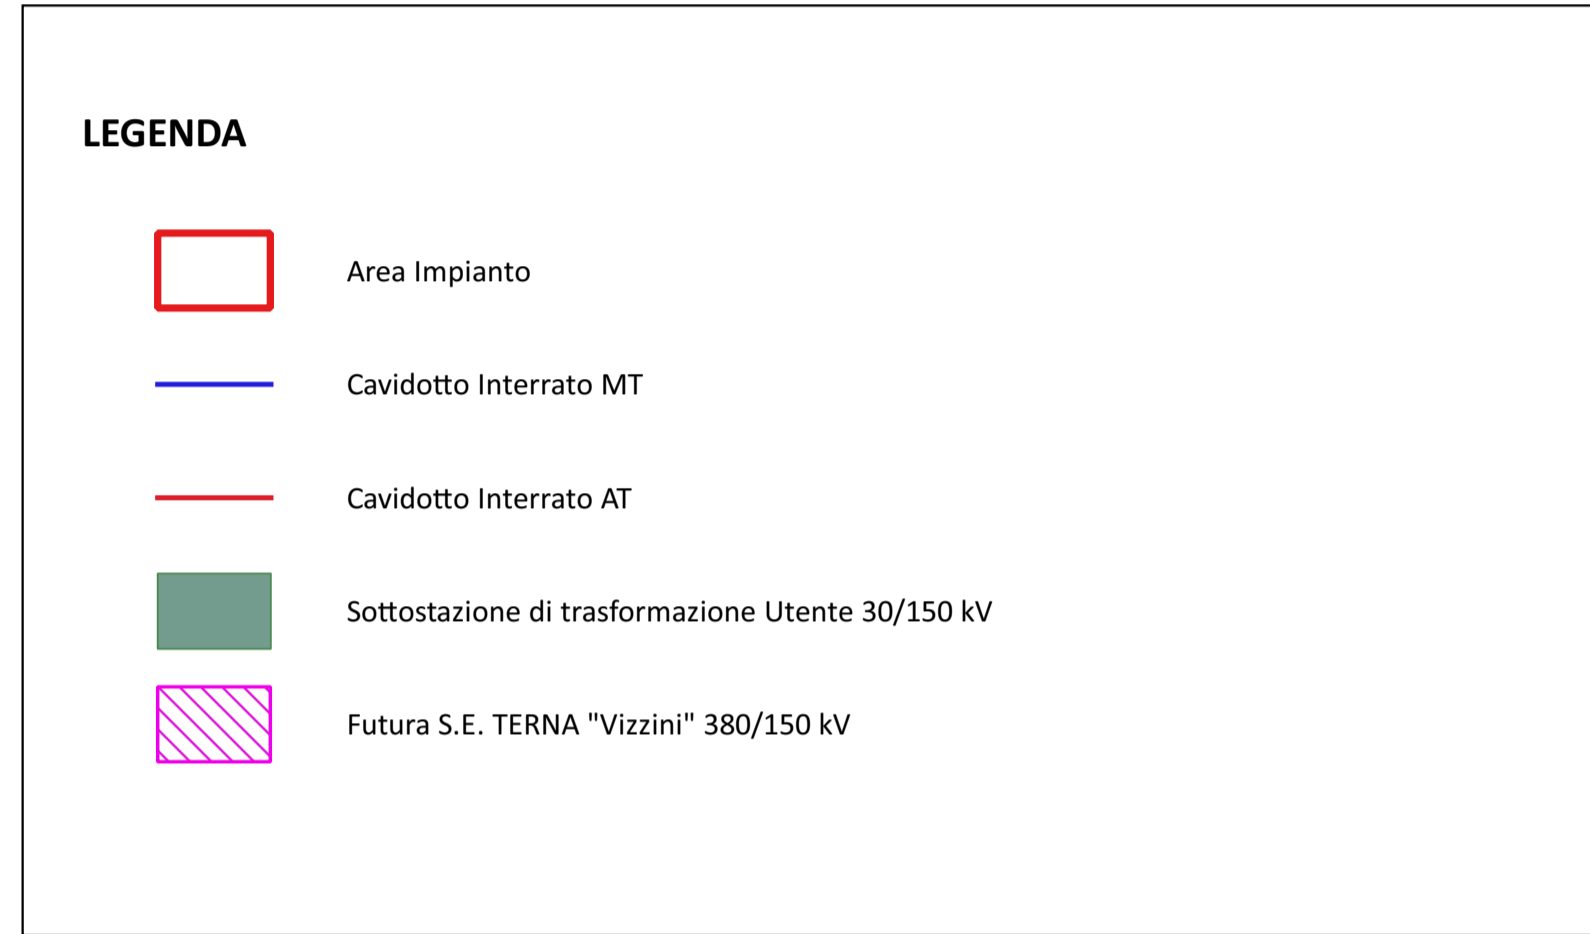 LEGENDA
Area Impianto
Cavidotto Interrato MT
Cavidotto Interrato AT
Sottostazione di trasformazione Utente 30/150 kV
Futura S.E. TERNA "Vizzini" 380/150 kV